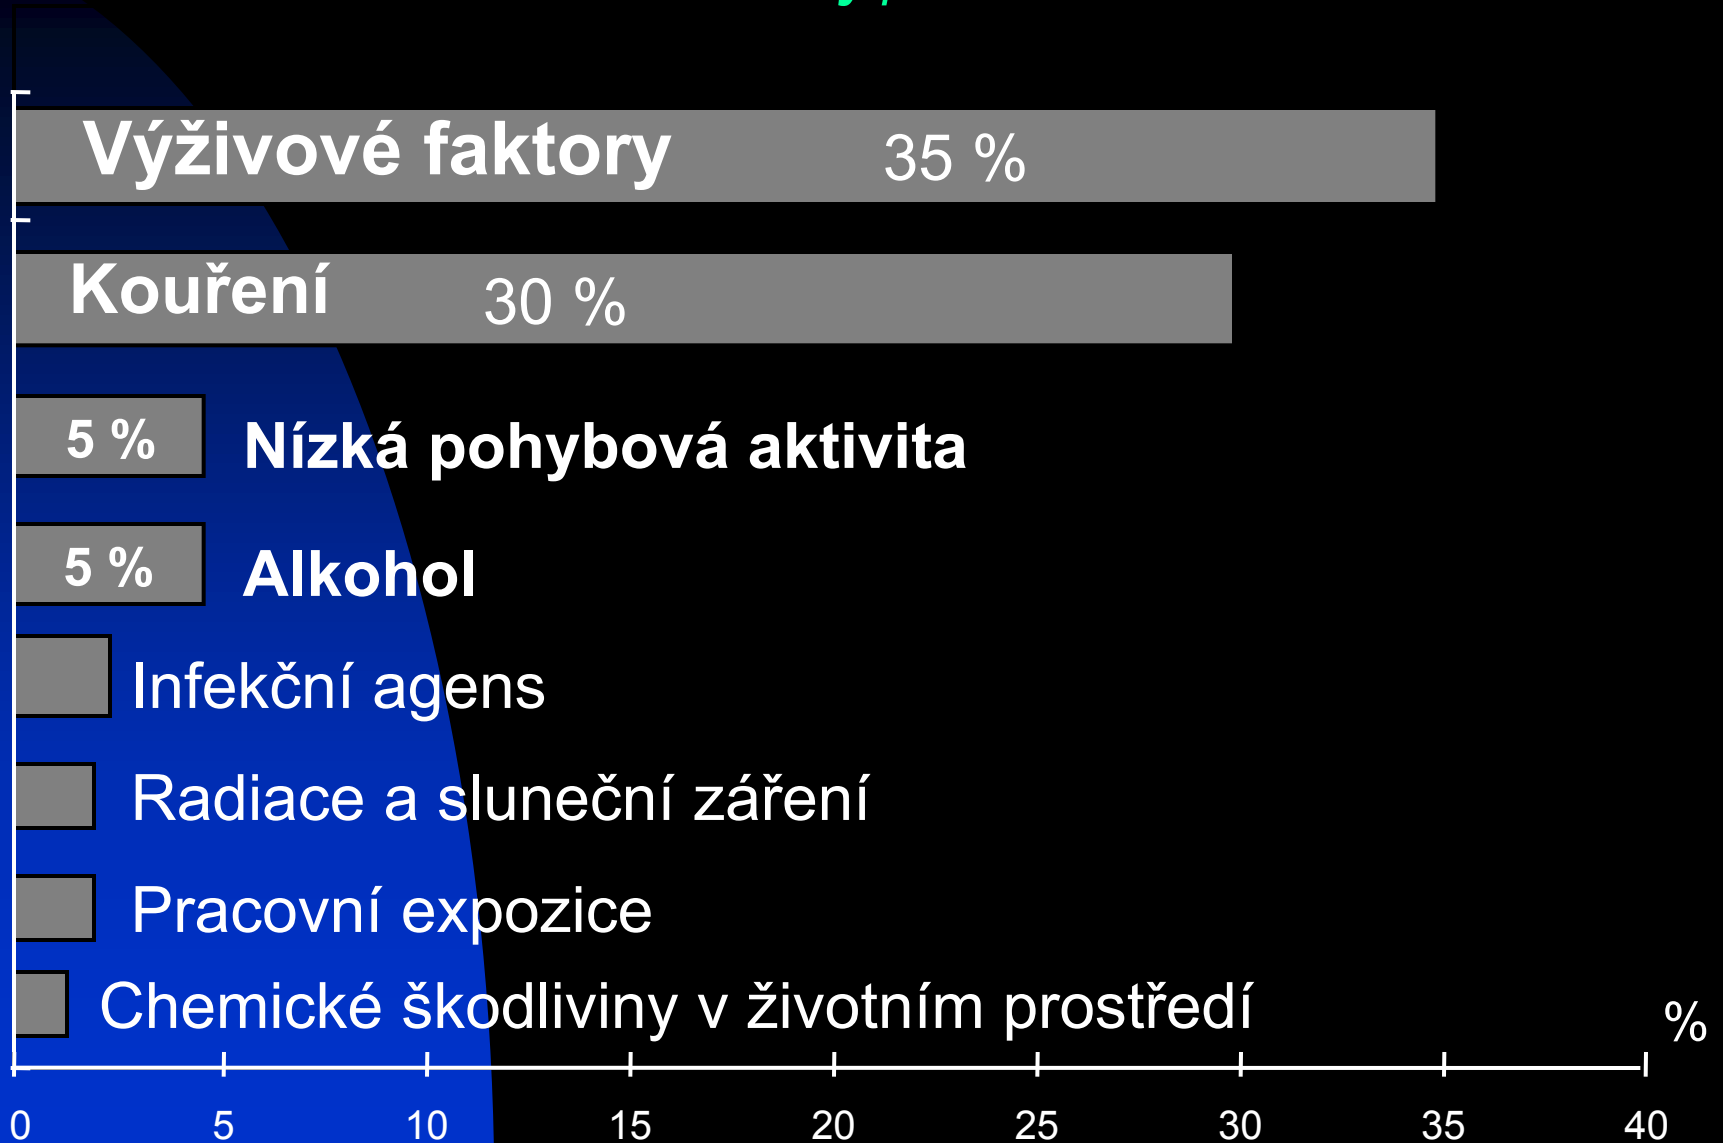 Výživové faktory 35 %
Kouření 30 %
5 % Nízká pohybová aktivita
5 % Alkohol
Infekční agens
Radiace a sluneční záření
Pracovní expozice
Chemické škodliviny v životním prostředí
%
0 5 10 15 20 25 30 35 40